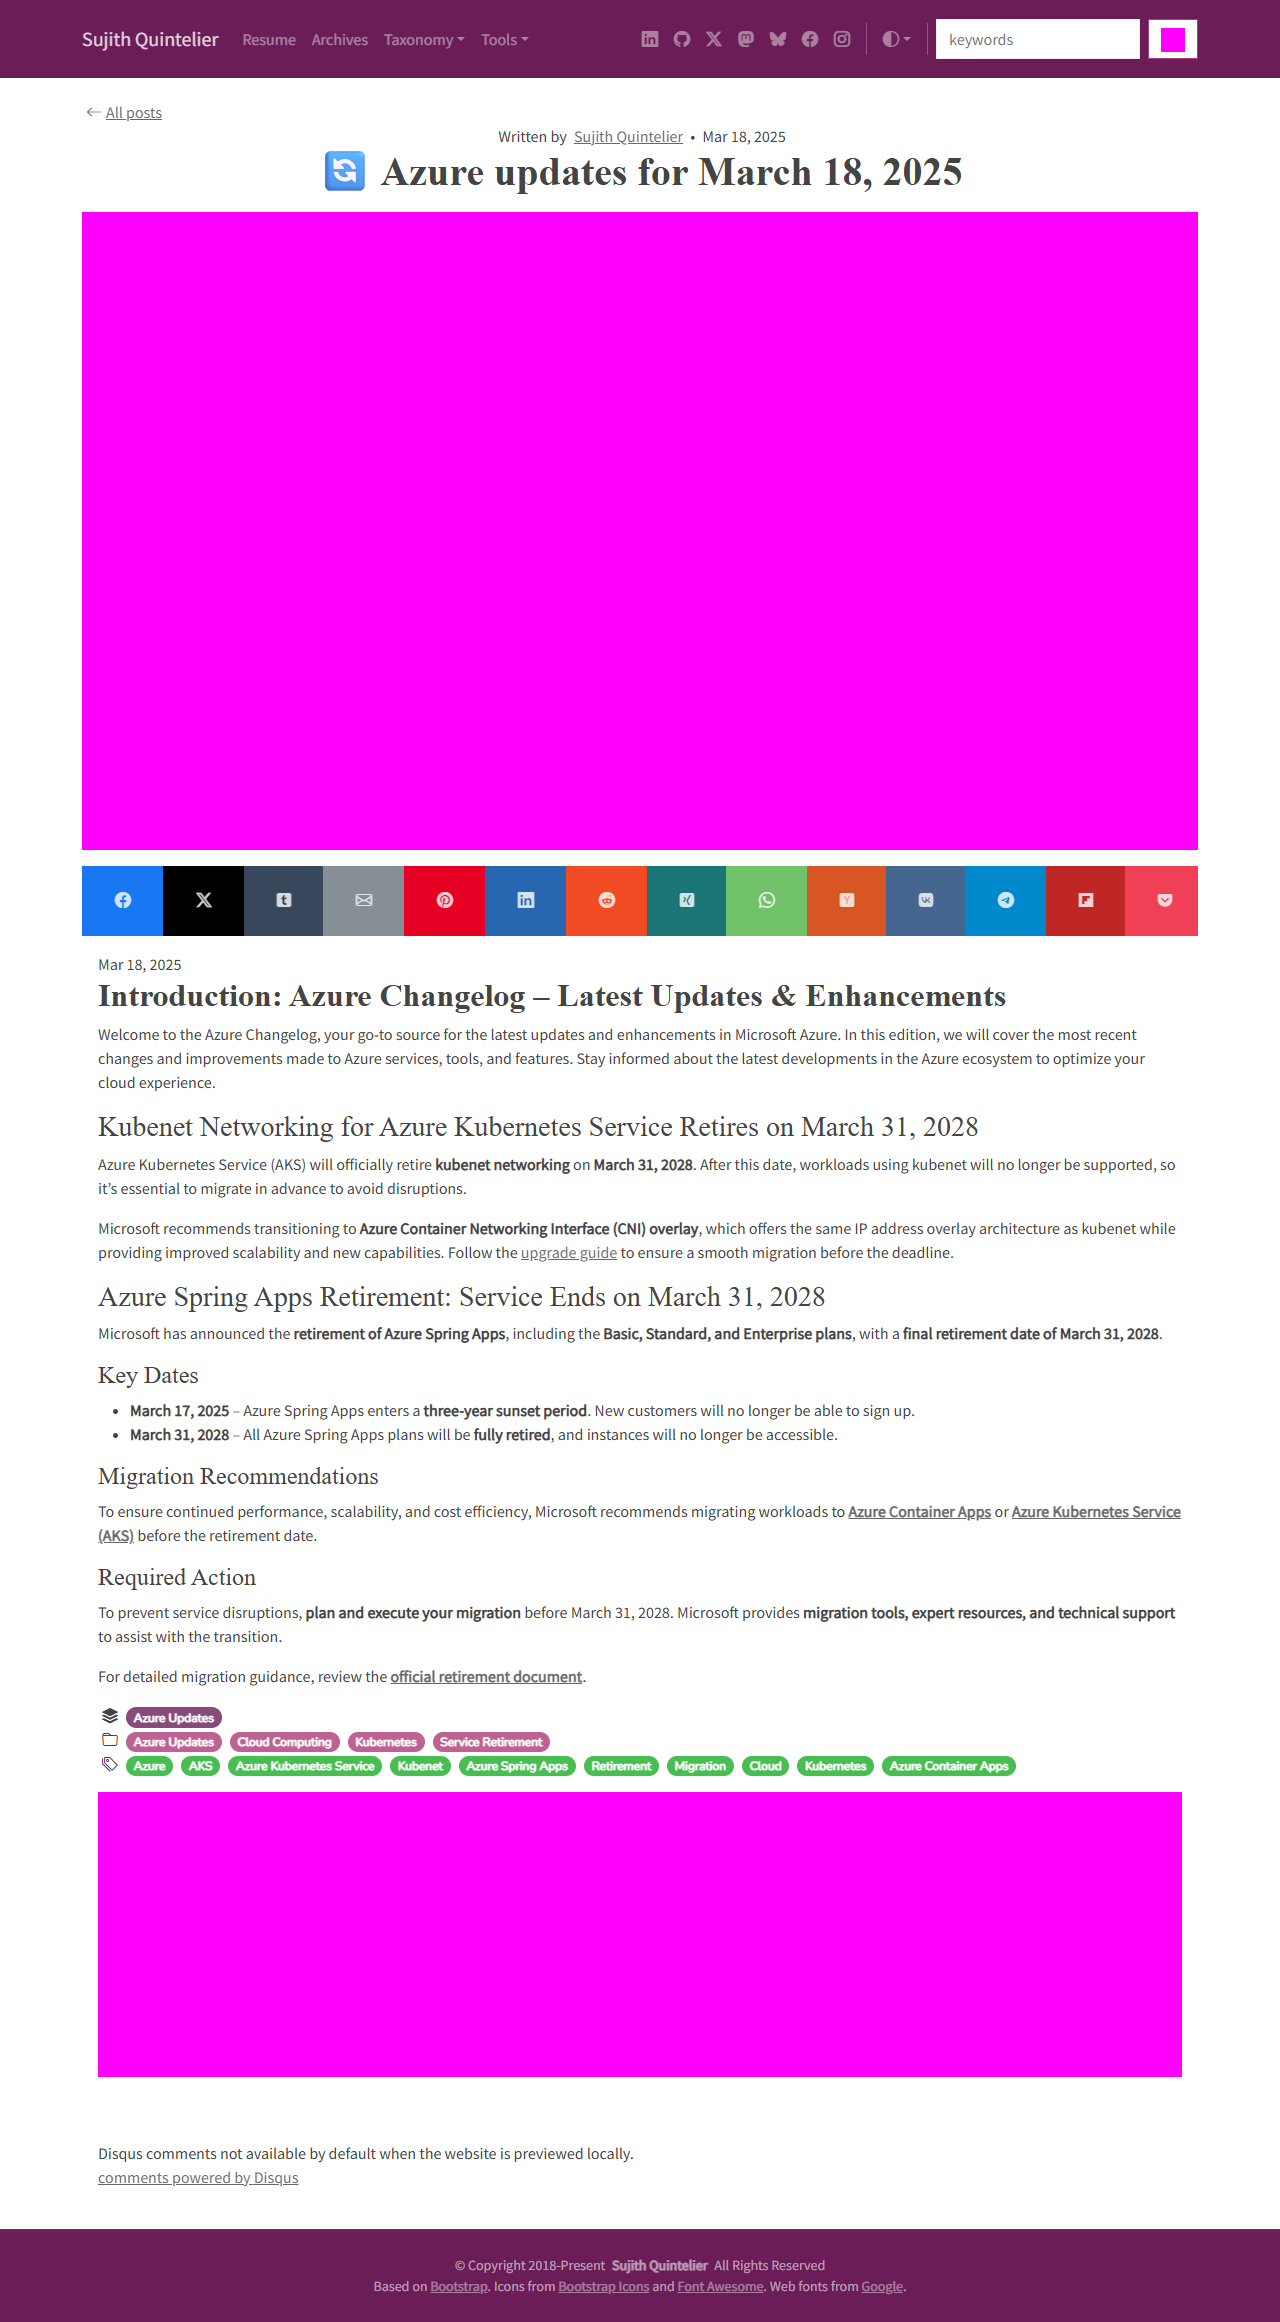 Sujith Quintelier Resume Archives Taxonomy Tools keywords
All posts
Written by Sujith Quintelier • Mar 18, 2025
Azure updates for March 18, 2025
Mar 18, 2025
Introduction: Azure Changelog – Latest Updates & Enhancements
Welcome to the Azure Changelog, your go-to source for the latest updates and enhancements in Microsoft Azure. In this edition, we will cover the most recent
changes and improvements made to Azure services, tools, and features. Stay informed about the latest developments in the Azure ecosystem to optimize your
cloud experience.
Kubenet Networking for Azure Kubernetes Service Retires on March 31, 2028
Azure Kubernetes Service (AKS) will officially retire kubenet networking on March 31, 2028. After this date, workloads using kubenet will no longer be supported, so
it's essential to migrate in advance to avoid disruptions.
Microsoft recommends transitioning to Azure Container Networking Interface (CNI) overlay, which offers the same IP address overlay architecture as kubenet while
providing improved scalability and new capabilities. Follow the upgrade guide to ensure a smooth migration before the deadline.
Azure Spring Apps Retirement: Service Ends on March 31, 2028
Microsoft has announced the retirement of Azure Spring Apps, including the Basic, Standard, and Enterprise plans, with a final retirement date of March 31, 2028.
Key Dates
• March 17, 2025 – Azure Spring Apps enters a three-year sunset period. New customers will no longer be able to sign up.
• March 31, 2028 – All Azure Spring Apps plans will be fully retired, and instances will no longer be accessible.
Migration Recommendations
To ensure continued performance, scalability, and cost efficiency, Microsoft recommends migrating workloads to Azure Container Apps or Azure Kubernetes Service
(AKS) before the retirement date.
Required Action
To prevent service disruptions, plan and execute your migration before March 31, 2028. Microsoft provides migration tools, expert resources, and technical support
to assist with the transition.
For detailed migration guidance, review the official retirement document.
Azure Updates
Azure Updates Cloud Computing Kubernetes Service Retirement
Azure AKS Azure Kubernetes Service Kubenet Azure Spring Apps Retirement Migration Cloud Kubernetes Azure Container Apps
Disqus comments not available by default when the website is previewed locally.
comments powered by Disqus
© Copyright 2018-Present Sujith Quintelier All Rights Reserved
Based on Bootstrap. Icons from Bootstrap Icons and Font Awesome. Web fonts from Google.